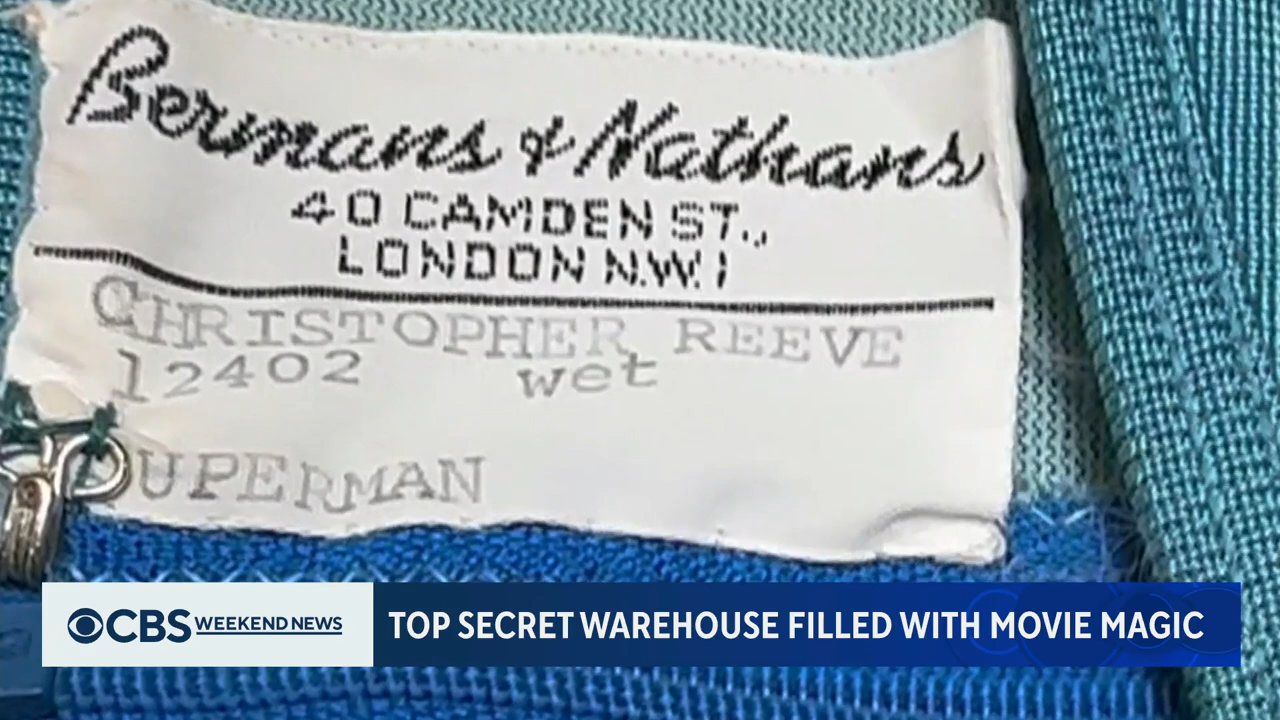 Bermans & Nathans
40 CAMDEN ST.,
LONDON N.W.1
CHRISTOPHER REEVE
12402 wet
SUPERMAN
CBS WEEKEND NEWS
TOP SECRET WAREHOUSE FILLED WITH MOVIE MAGIC